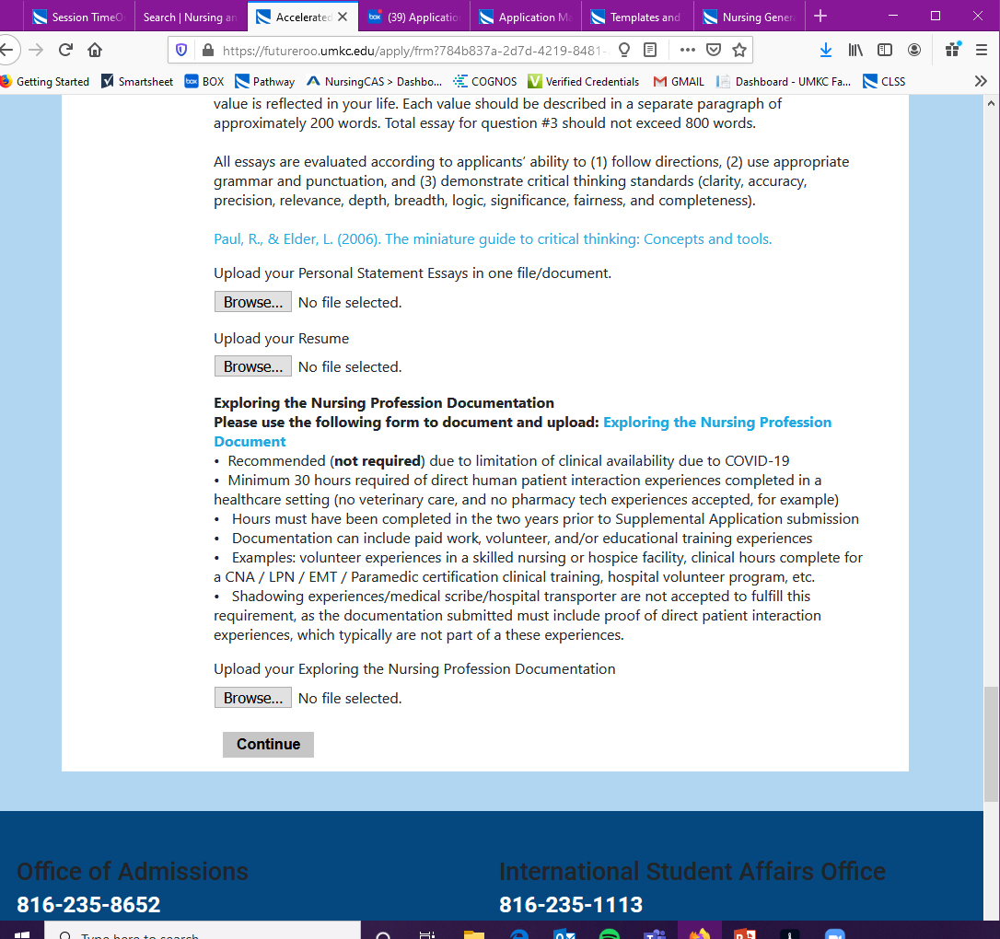 Session TimeO
Search | Nursing an
Accelerated
(39) Applicatio
Application Ma
Templates and
Nursing Gener
https://futureroo.umkc.edu/apply/frm?784b837a-2d7d-4219-8481-
Getting Started
Smartsheet
box BOX
Pathway
NursingCAS > Dashbo...
COGNOS
Verified Credentials
GMAIL
Dashboard - UMKC Fa...
CLSS
value is reflected in your life. Each value should be described in a separate paragraph of
approximately 200 words. Total essay for question #3 should not exceed 800 words.
All essays are evaluated according to applicants’ ability to (1) follow directions, (2) use appropriate
grammar and punctuation, and (3) demonstrate critical thinking standards (clarity, accuracy,
precision, relevance, depth, breadth, logic, significance, fairness, and completeness).
Paul, R., & Elder, L. (2006). The miniature guide to critical thinking: Concepts and tools.
Upload your Personal Statement Essays in one file/document.
Browse... No file selected.
Upload your Resume
Browse... No file selected.
Exploring the Nursing Profession Documentation
Please use the following form to document and upload: Exploring the Nursing Profession
Document
• Recommended (not required) due to limitation of clinical availability due to COVID-19
• Minimum 30 hours required of direct human patient interaction experiences completed in a
healthcare setting (no veterinary care, and no pharmacy tech experiences accepted, for example)
• Hours must have been completed in the two years prior to Supplemental Application submission
• Documentation can include paid work, volunteer, and/or educational training experiences
• Examples: volunteer experiences in a skilled nursing or hospice facility, clinical hours complete for
a CNA / LPN / EMT / Paramedic certification clinical training, hospital volunteer program, etc.
• Shadowing experiences/medical scribe/hospital transporter are not accepted to fulfill this
requirement, as the documentation submitted must include proof of direct patient interaction
experiences, which typically are not part of a these experiences.
Upload your Exploring the Nursing Profession Documentation
Browse... No file selected.
Continue
Office of Admissions
816-235-8652
International Student Affairs Office
816-235-1113
Type here to search